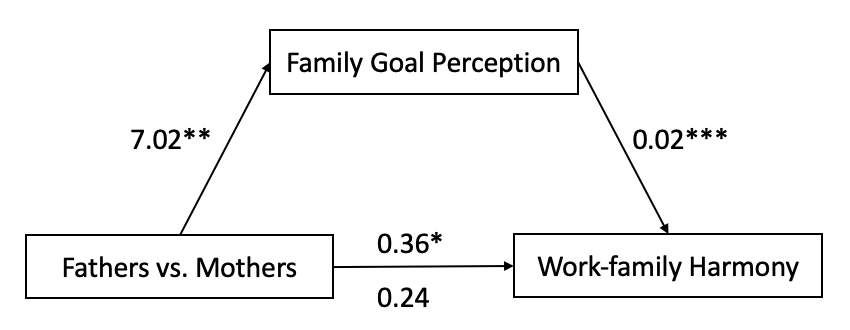 Family Goal Perception
7.02**
0.02***
0.36*
Fathers vs. Mothers
Work-family Harmony
0.24